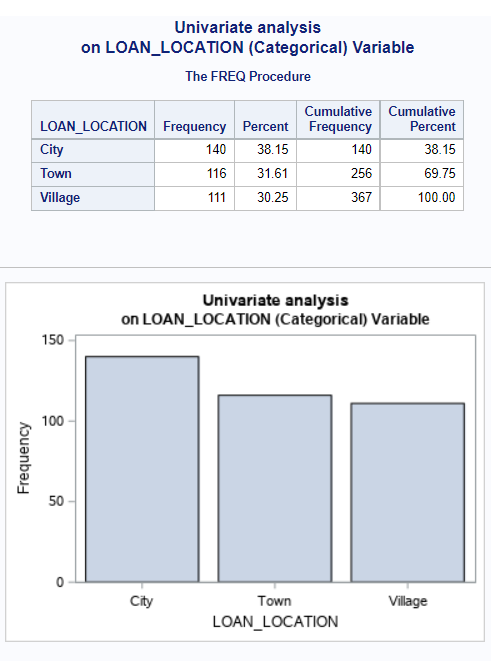 Univariate analysis
on LOAN_LOCATION (Categorical) Variable
The FREQ Procedure
LOAN_LOCATION Frequency Percent Cumulative Frequency Cumulative Percent
City 140 38.15 140 38.15
Town 116 31.61 256 69.75
Village 111 30.25 367 100.00
Univariate analysis
on LOAN_LOCATION (Categorical) Variable
150
100
50
0
Frequency
City Town Village
LOAN_LOCATION